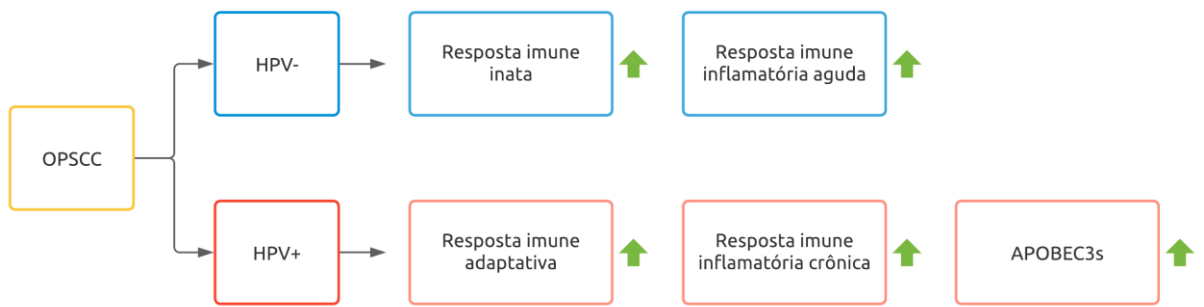 OPSCC
HPV-
Resposta imune
inata
Resposta imune
inflamatória aguda
HPV+
Resposta imune
adaptativa
Resposta imune
inflamatória crônica
APOBEC3s